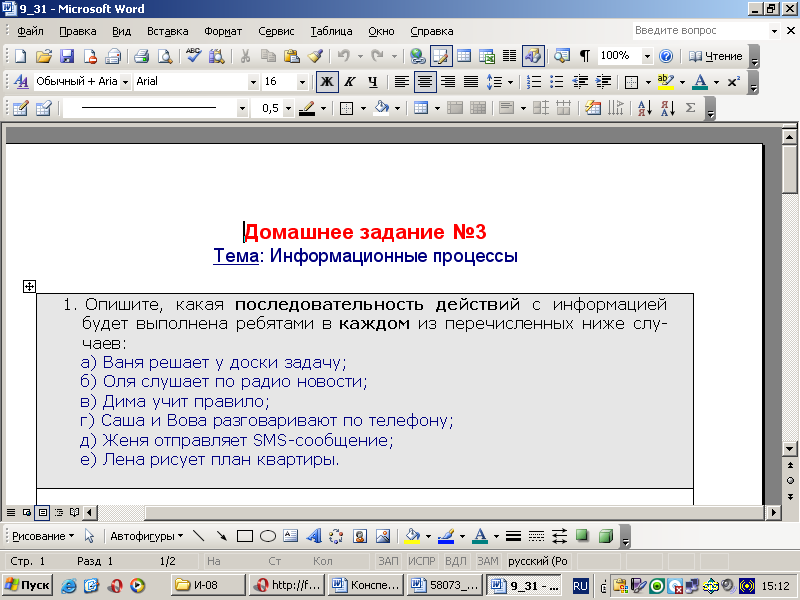 9_31 - Microsoft Word
Файл Правка Вид Вставка Формат Сервис Таблица Окно Справка Введите вопрос
100% Чтение
Обычный + Aria Arial 16 Ж К Ч
0,5
Домашнее задание №3
Тема: Информационные процессы
1. Опишите, какая последовательность действий с информацией
будет выполнена ребятами в каждом из перечисленных ниже слу-
чаев:
а) Ваня решает у доски задачу;
б) Оля слушает по радио новости;
в) Дима учит правило;
г) Саша и Вова разговаривают по телефону;
д) Женя отправляет SMS-сообщение;
е) Лена рисует план квартиры.
Рисование Автофигуры
Стр. 1 Разд 1 1/2 На Ст Кол ЗАП ИСПР ВДЛ ЗАМ русский (Ро
Пуск И-08 http://f... Конспе... 58073_... 9_31 - ... RU 15:12